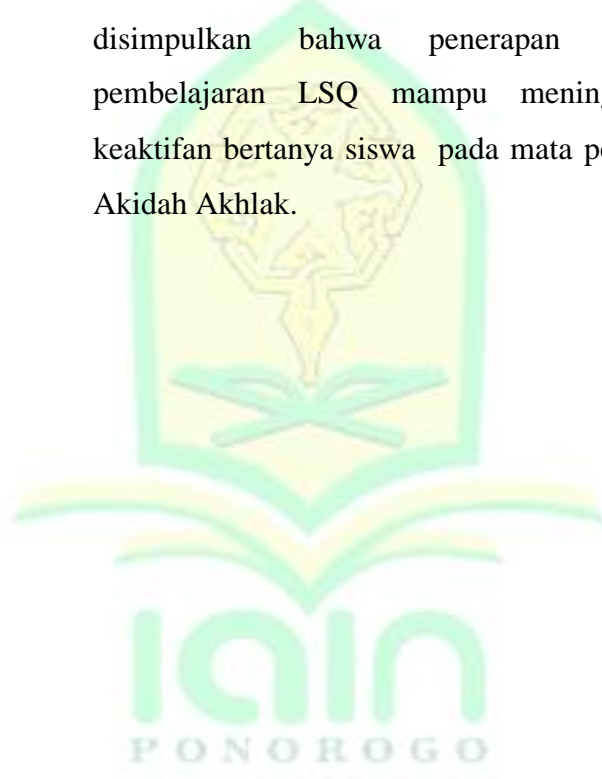 disimpulkan bahwa penerapan
pembelajaran LSQ mampu
keaktifan bertanya siswa pada mata
Akidah Akhlak.
iain
PONOROGO